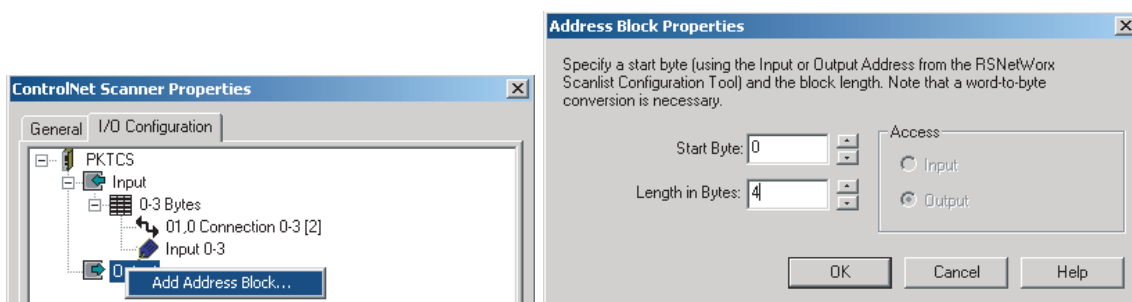 ControlNet Scanner Properties
General
I/O Configuration
PKTCS
Input
0-3 Bytes
01,0 Connection 0-3 [2]
Input 0-3
Add Address Block...
Address Block Properties
Specify a start byte (using the Input or Output Address from the RSNetWorx
Scanlist Configuration Tool) and the block length. Note that a word-to-byte
conversion is necessary.
Start Byte: 0
Length in Bytes: 4
Access
Input
Output
OK
Cancel
Help